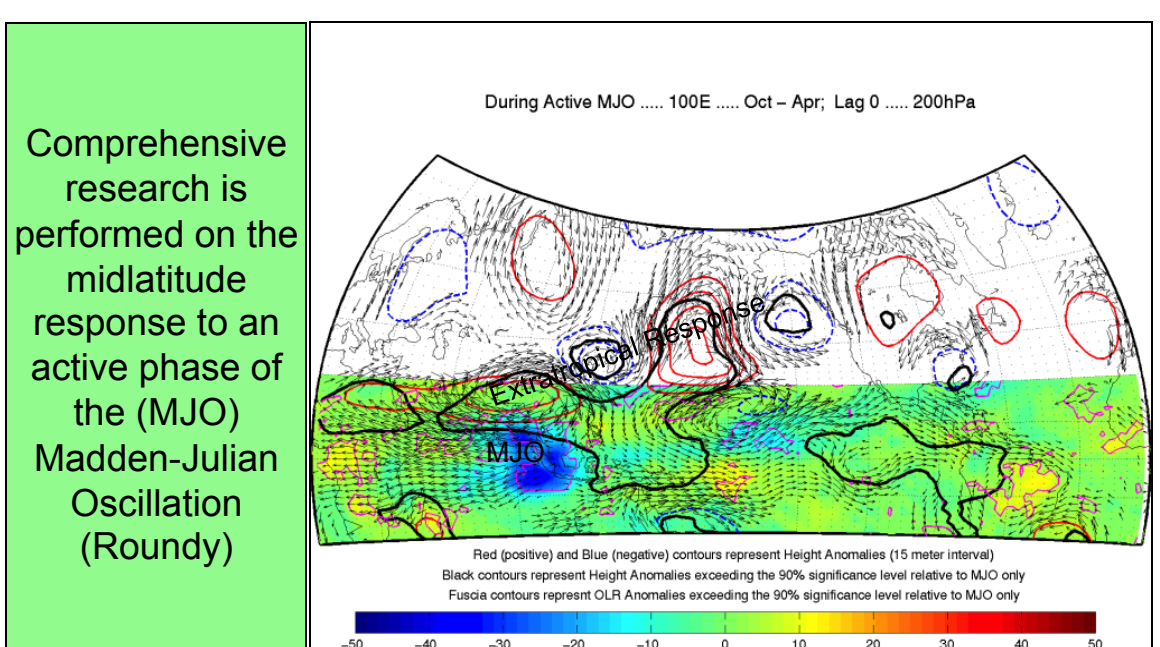 Comprehensive
research is
performed on the
midlatitude
response to an
active phase of
the (MJO)
Madden-Julian
Oscillation
(Roundy)
During Active MJO ..... 100E ..... Oct – Apr; Lag 0 ..... 200hPa
Extratropical Response
MJO
Red (positive) and Blue (negative) contours represent Height Anomalies (15 meter interval)
Black contours represent Height Anomalies exceeding the 90% significance level relative to MJO only
Fuscia contours represnt OLR Anomalies exceeding the 90% significance level relative to MJO only
−50 −40 −30 −20 −10 0 10 20 30 40 50